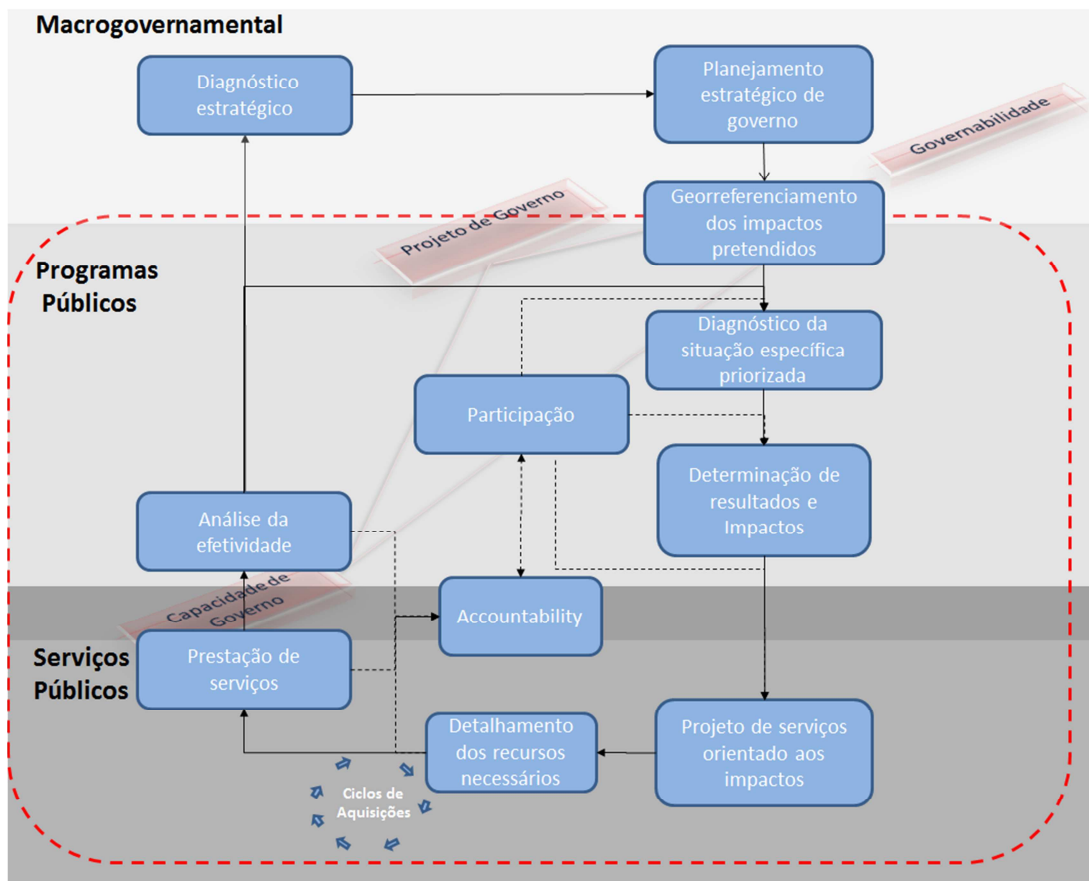 Macrogovernamental
Diagnóstico
estratégico
Planejamento
estratégico de
governo
Governabilidade
Projeto de Governo
Georreferenciamento
dos impactos
pretendidos
Programas
Públicos
Diagnóstico da
situação específica
priorizada
Participação
Determinação de
resultados e
Impactos
Análise da
efetividade
Capacidade de
Governo
Accountability
Serviços
Públicos
Prestação de
serviços
Detalhamento
dos recursos
necessários
Projeto de serviços
orientado aos
impactos
Ciclos de
Aquisições